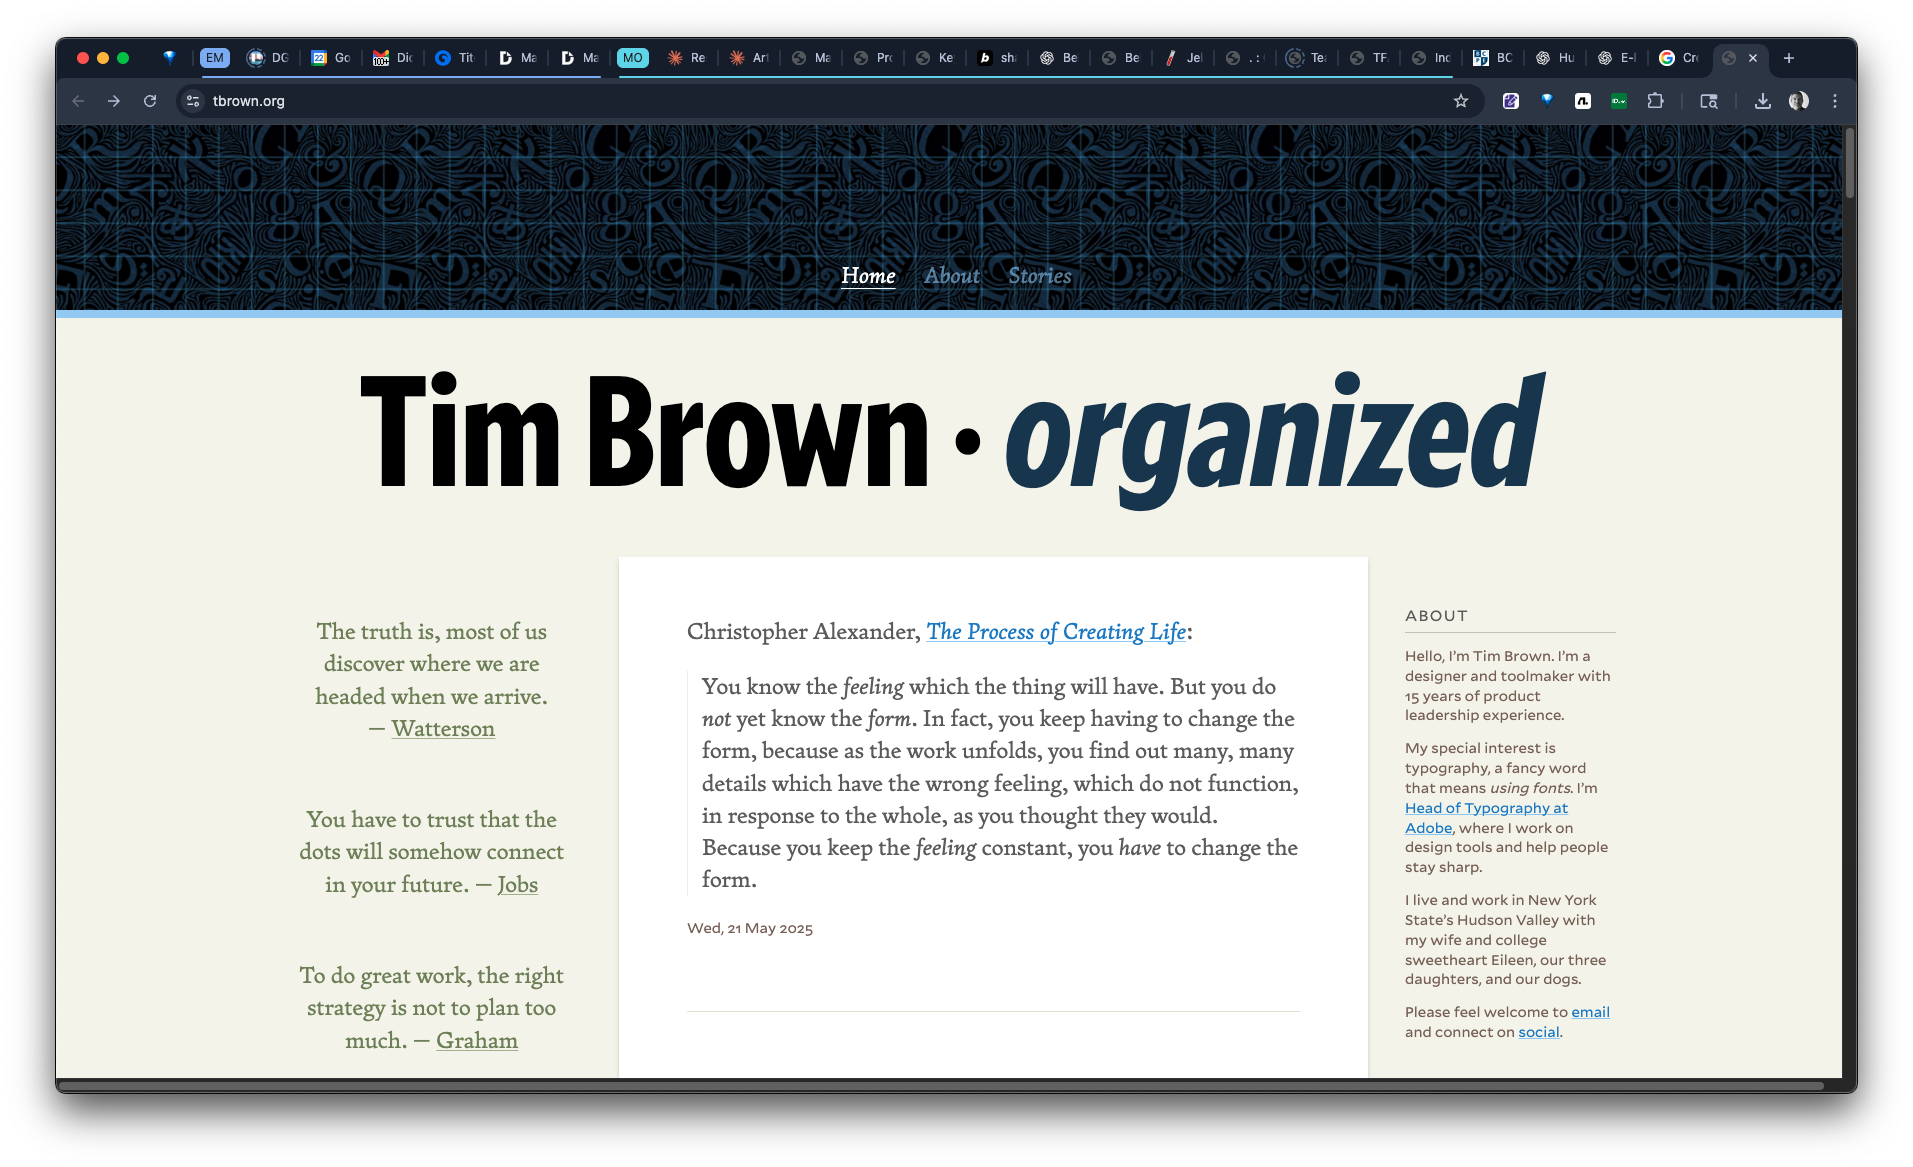 EM
DG
22
Go
100+
Dic
Tit
Ma
Ma
MO
Re
Art
Ma
Pro
Ke
b
sh
Be
Be
Jel
. : 
Tea
TF
Inc
BC
Hu
E-l
Cr
tbrown.org
Home
About
Stories
Tim Brown · organized
The truth is, most of us
discover where we are
headed when we arrive.
— Watterson
You have to trust that the
dots will somehow connect
in your future. — Jobs
To do great work, the right
strategy is not to plan too
much. — Graham
Christopher Alexander, The Process of Creating Life:
You know the feeling which the thing will have. But you do
not yet know the form. In fact, you keep having to change the
form, because as the work unfolds, you find out many, many
details which have the wrong feeling, which do not function,
in response to the whole, as you thought they would.
Because you keep the feeling constant, you have to change the
form.
Wed, 21 May 2025
ABOUT
Hello, I’m Tim Brown. I’m a
designer and toolmaker with
15 years of product
leadership experience.
My special interest is
typography, a fancy word
that means using fonts. I’m
Head of Typography at
Adobe, where I work on
design tools and help people
stay sharp.
I live and work in New York
State’s Hudson Valley with
my wife and college
sweetheart Eileen, our three
daughters, and our dogs.
Please feel welcome to email
and connect on social.